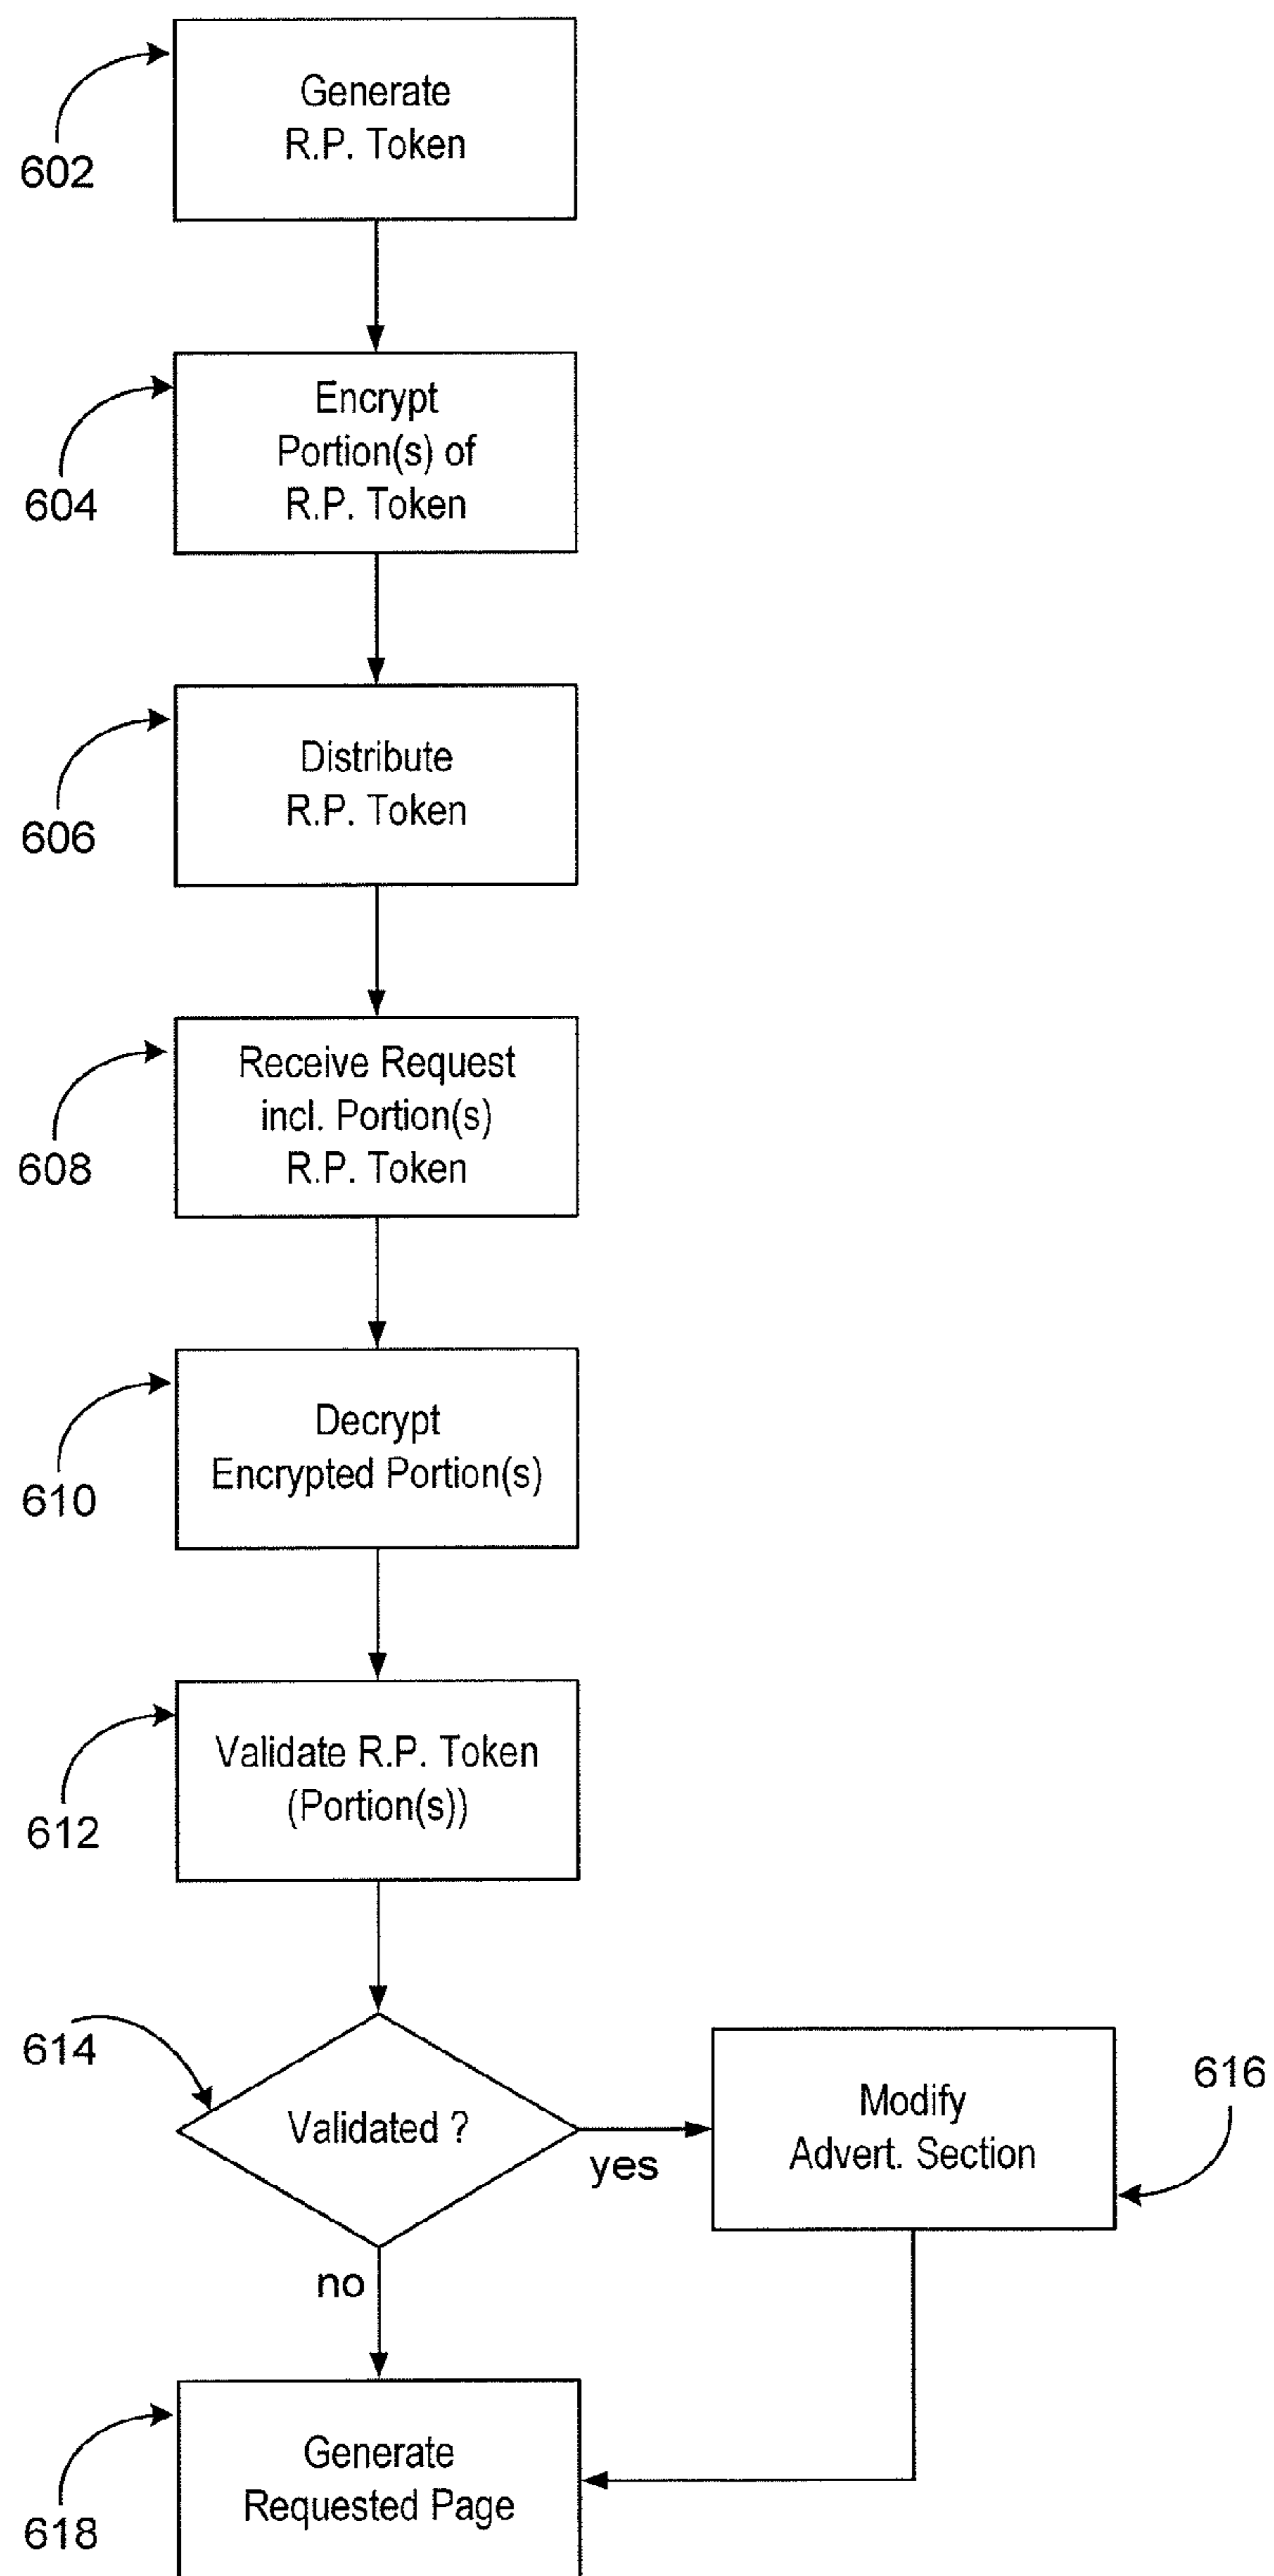 Generate
R.P. Token
602
Encrypt
Portion(s) of
R.P. Token
604
Distribute
R.P. Token
606
Receive Request
incl. Portion(s)
R.P. Token
608
Decrypt
Encrypted Portion(s)
610
Validate R.P. Token
(Portion(s))
612
614
Validated ?
yes
Modify
Advert. Section
616
no
Generate
Requested Page
618